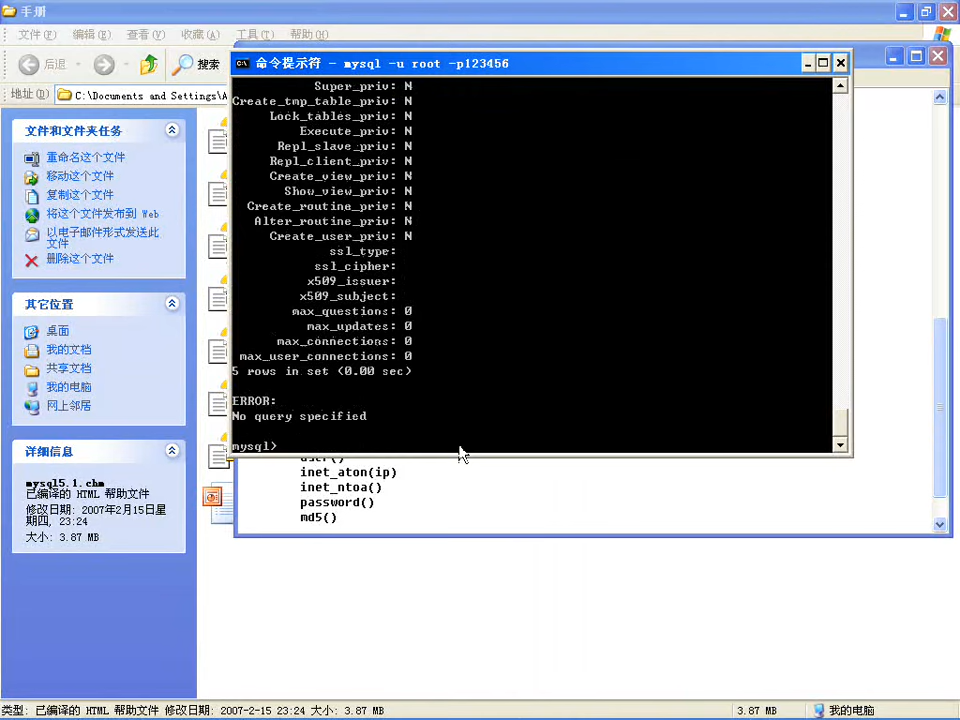 手册
文件(F) 编辑(E) 查看(V) 收藏(A) 工具(T) 帮助(H)
后退 搜索
地址(D) C:\Documents and Settings\A
命令提示符 - mysql -u root -p123456
Super_priv: N
Create_tmp_table_priv: N
Lock_tables_priv: N
Execute_priv: N
Repl_slave_priv: N
Repl_client_priv: N
Create_view_priv: N
Show_view_priv: N
Create_routine_priv: N
Alter_routine_priv: N
Create_user_priv: N
ssl_type:
ssl_cipher:
x509_issuer:
x509_subject:
max_questions: 0
max_updates: 0
max_connections: 0
max_user_connections: 0
5 rows in set (0.00 sec)
ERROR:
No query specified
mysql>
user()
inet_aton(ip)
inet_ntoa()
password()
md5()
文件和文件夹任务
重命名这个文件
移动这个文件
复制这个文件
将这个文件发布到 Web
以电子邮件形式发送此
文件
删除这个文件
其它位置
桌面
我的文档
共享文档
我的电脑
网上邻居
详细信息
mysql5.1.chm
已编译的 HTML 帮助文件
修改日期: 2007年2月15日星
期四, 23:24
大小: 3.87 MB
类型: 已编译的 HTML 帮助文件 修改日期: 2007-2-15 23:24 大小: 3.87 MB
3.87 MB
我的电脑